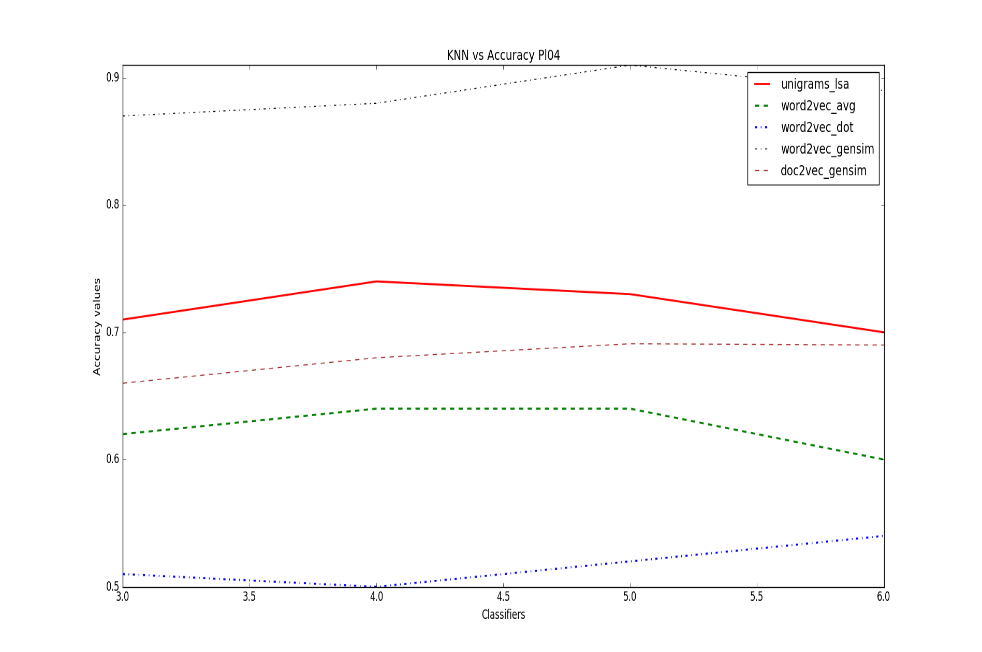 KNN vs Accuracy Pl04
0.9
0.8
0.7
0.6
0.5
Accuracy values
unigrams_lsa
word2vec_avg
word2vec_dot
word2vec_gensim
doc2vec_gensim
3.0 3.5 4.0 4.5 5.0 5.5 6.0
Classifiers